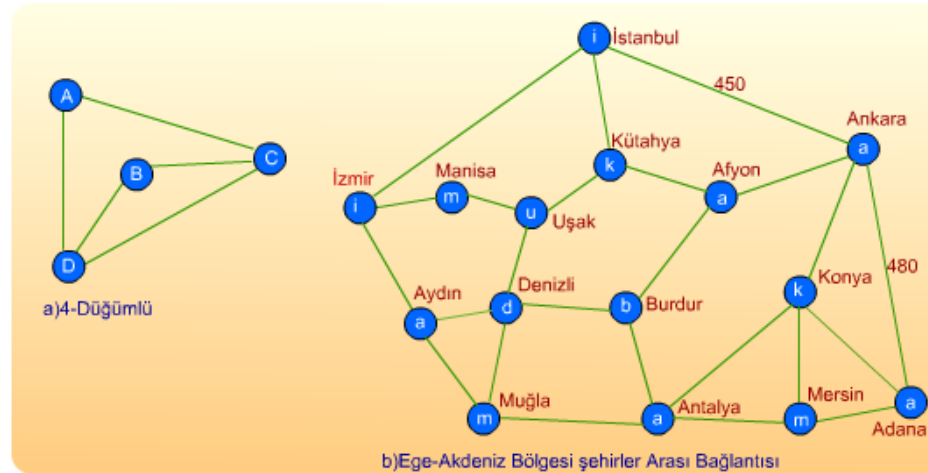 A
B
C
D
a)4-Düğümlü
i İstanbul
450
Ankara
a
Kütahya
k
Afyon
a
İzmir
i
Manisa
m
u
Uşak
Aydın
a
Denizli
d
b Burdur
k Konya
480
Muğla
m
a Antalya
Mersin
m
a
Adana
b)Ege-Akdeniz Bölgesi şehirler Arası Bağlantısı